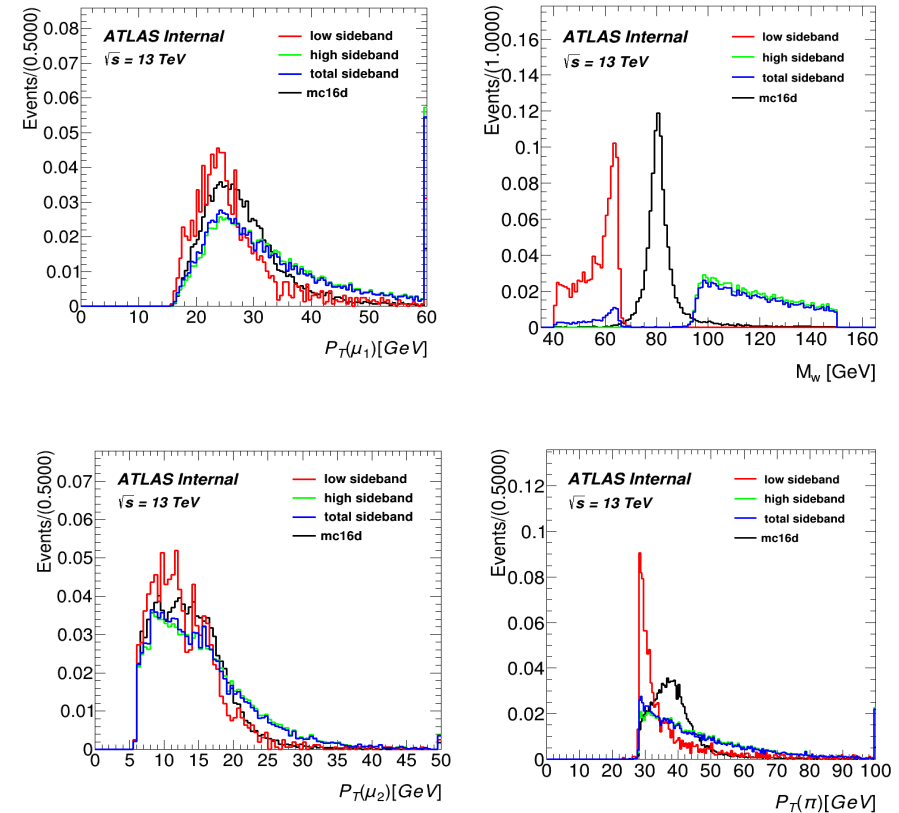 Events/(0.5000)
ATLAS Internal
√s = 13 TeV
low sideband
high sideband
total sideband
mc16d
0.08
0.07
0.06
0.05
0.04
0.03
0.02
0.01
0
0 10 20 30 40 50 60
P_T(μ₁)[GeV]
Events/(1.0000)
ATLAS Internal
√s = 13 TeV
low sideband
high sideband
total sideband
mc16d
0.16
0.14
0.12
0.1
0.08
0.06
0.04
0.02
0
40 60 80 100 120 140 160
M_w [GeV]
Events/(0.5000)
ATLAS Internal
√s = 13 TeV
low sideband
high sideband
total sideband
mc16d
0.07
0.06
0.05
0.04
0.03
0.02
0.01
0
0 5 10 15 20 25 30 35 40 45 50
P_T(μ₂)[GeV]
Events/(0.5000)
ATLAS Internal
√s = 13 TeV
low sideband
high sideband
total sideband
mc16d
0.12
0.1
0.08
0.06
0.04
0.02
0
0 10 20 30 40 50 60 70 80 90 100
P_T(π)[GeV]